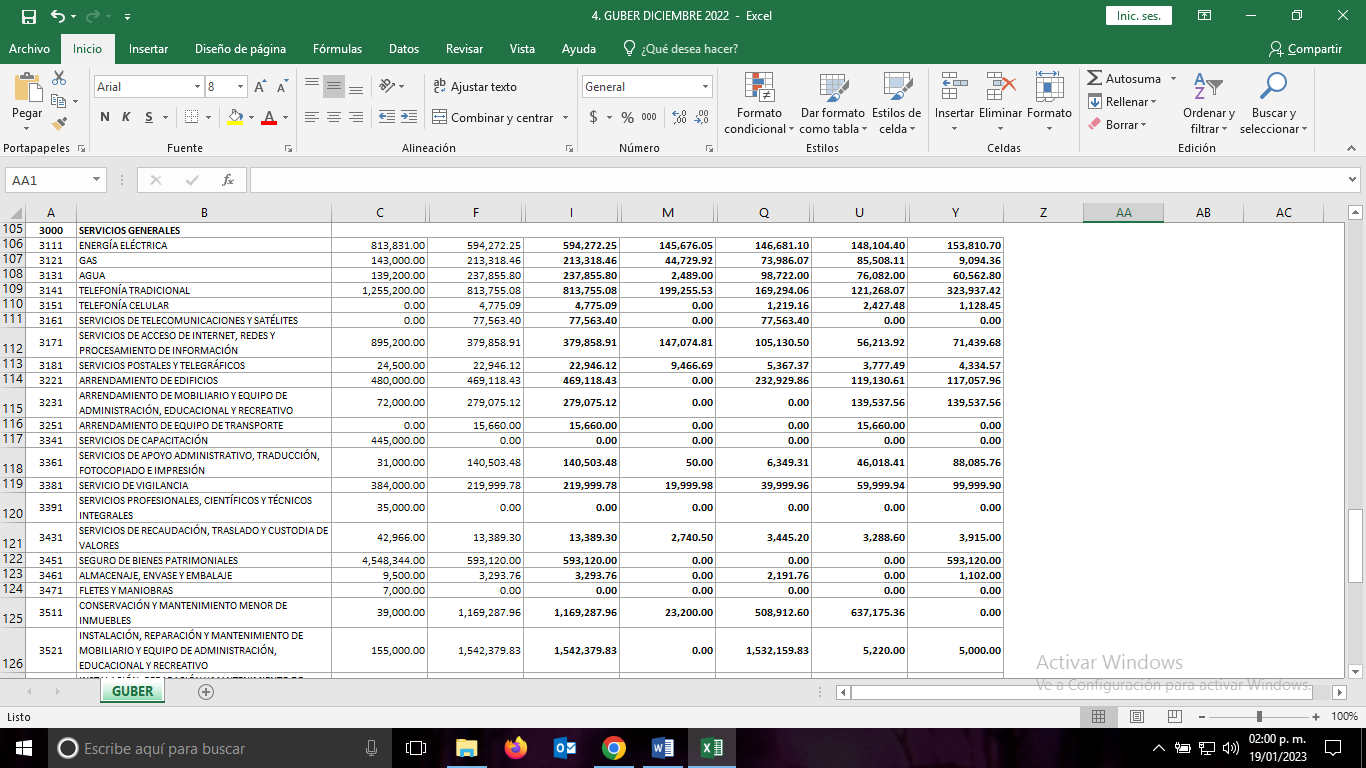 4. GUBER DICIEMBRE 2022 - Excel
Inic. ses.
Archivo Inicio Insertar Diseño de página Fórmulas Datos Revisar Vista Ayuda ¿Qué desea hacer? Compartir
Pegar
Arial 8
N K S
Ajustar texto
Combinar y centrar
General
$ % 000
Formato condicional
Dar formato como tabla
Estilos de celda
Insertar Eliminar Formato
Autosuma
Rellenar
Borrar
Ordenar y filtrar
Buscar y seleccionar
Portapapeles Fuente Alineación Número Estilos Celdas Edición
AA1 fx
A B C F I M Q U Y Z AA AB AC
105 3000 SERVICIOS GENERALES
106 3111 ENERGÍA ELÉCTRICA 813,831.00 594,272.25 594,272.25 145,676.05 146,681.10 148,104.40 153,810.70
107 3121 GAS 143,000.00 213,318.46 213,318.46 44,729.92 73,986.07 85,508.11 9,094.36
108 3131 AGUA 139,200.00 237,855.80 237,855.80 2,489.00 98,722.00 76,082.00 60,562.80
109 3141 TELEFONÍA TRADICIONAL 1,255,200.00 813,755.08 813,755.08 199,255.53 169,294.06 121,268.07 323,937.42
110 3151 TELEFONÍA CELULAR 0.00 4,775.09 4,775.09 0.00 1,219.16 2,427.48 1,128.45
111 3161 SERVICIOS DE TELECOMUNICACIONES Y SATÉLITES 0.00 77,563.40 77,563.40 0.00 77,563.40 0.00 0.00
112 3171 SERVICIOS DE ACCESO DE INTERNET, REDES Y
PROCESAMIENTO DE INFORMACIÓN 895,200.00 379,858.91 379,858.91 147,074.81 105,130.50 56,213.92 71,439.68
113 3181 SERVICIOS POSTALES Y TELEGRÁFICOS 24,500.00 22,946.12 22,946.12 9,466.69 5,367.37 3,777.49 4,334.57
114 3221 ARRENDAMIENTO DE EDIFICIOS 480,000.00 469,118.43 469,118.43 0.00 232,929.86 119,130.61 117,057.96
115 3231 ARRENDAMIENTO DE MOBILIARIO Y EQUIPO DE
ADMINISTRACIÓN, EDUCACIONAL Y RECREATIVO 72,000.00 279,075.12 279,075.12 0.00 0.00 139,537.56 139,537.56
116 3251 ARRENDAMIENTO DE EQUIPO DE TRANSPORTE 0.00 15,660.00 15,660.00 0.00 0.00 15,660.00 0.00
117 3341 SERVICIOS DE CAPACITACIÓN 445,000.00 0.00 0.00 0.00 0.00 0.00 0.00
118 3361 SERVICIOS DE APOYO ADMINISTRATIVO, TRADUCCIÓN,
FOTOCOPIADO E IMPRESIÓN 31,000.00 140,503.48 140,503.48 50.00 6,349.31 46,018.41 88,085.76
119 3381 SERVICIO DE VIGILANCIA 384,000.00 219,999.78 219,999.78 19,999.98 39,999.96 59,999.94 99,999.90
120 3391 SERVICIOS PROFESIONALES, CIENTÍFICOS Y TÉCNICOS
INTEGRALES 35,000.00 0.00 0.00 0.00 0.00 0.00 0.00
121 3431 SERVICIOS DE RECAUDACIÓN, TRASLADO Y CUSTODIA DE
VALORES 42,966.00 13,389.30 13,389.30 2,740.50 3,445.20 3,288.60 3,915.00
122 3451 SEGURO DE BIENES PATRIMONIALES 4,548,344.00 593,120.00 593,120.00 0.00 0.00 0.00 593,120.00
123 3461 ALMACENAJE, ENVASE Y EMBALAJE 9,500.00 3,293.76 3,293.76 0.00 2,191.76 0.00 1,102.00
124 3471 FLETES Y MANIOBRAS 7,000.00 0.00 0.00 0.00 0.00 0.00 0.00
125 3511 CONSERVACIÓN Y MANTENIMIENTO MENOR DE
INMUEBLES 39,000.00 1,169,287.96 1,169,287.96 23,200.00 508,912.60 637,175.36 0.00
126 3521 INSTALACIÓN, REPARACIÓN Y MANTENIMIENTO DE
MOBILIARIO Y EQUIPO DE ADMINISTRACIÓN,
EDUCACIONAL Y RECREATIVO 155,000.00 1,542,379.83 1,542,379.83 0.00 1,532,159.83 5,220.00 5,000.00
Activar Windows
Ve a Configuración para activar Windows.
GUBER
Listo 100%
Escribe aquí para buscar
02:00 p. m.
19/01/2023